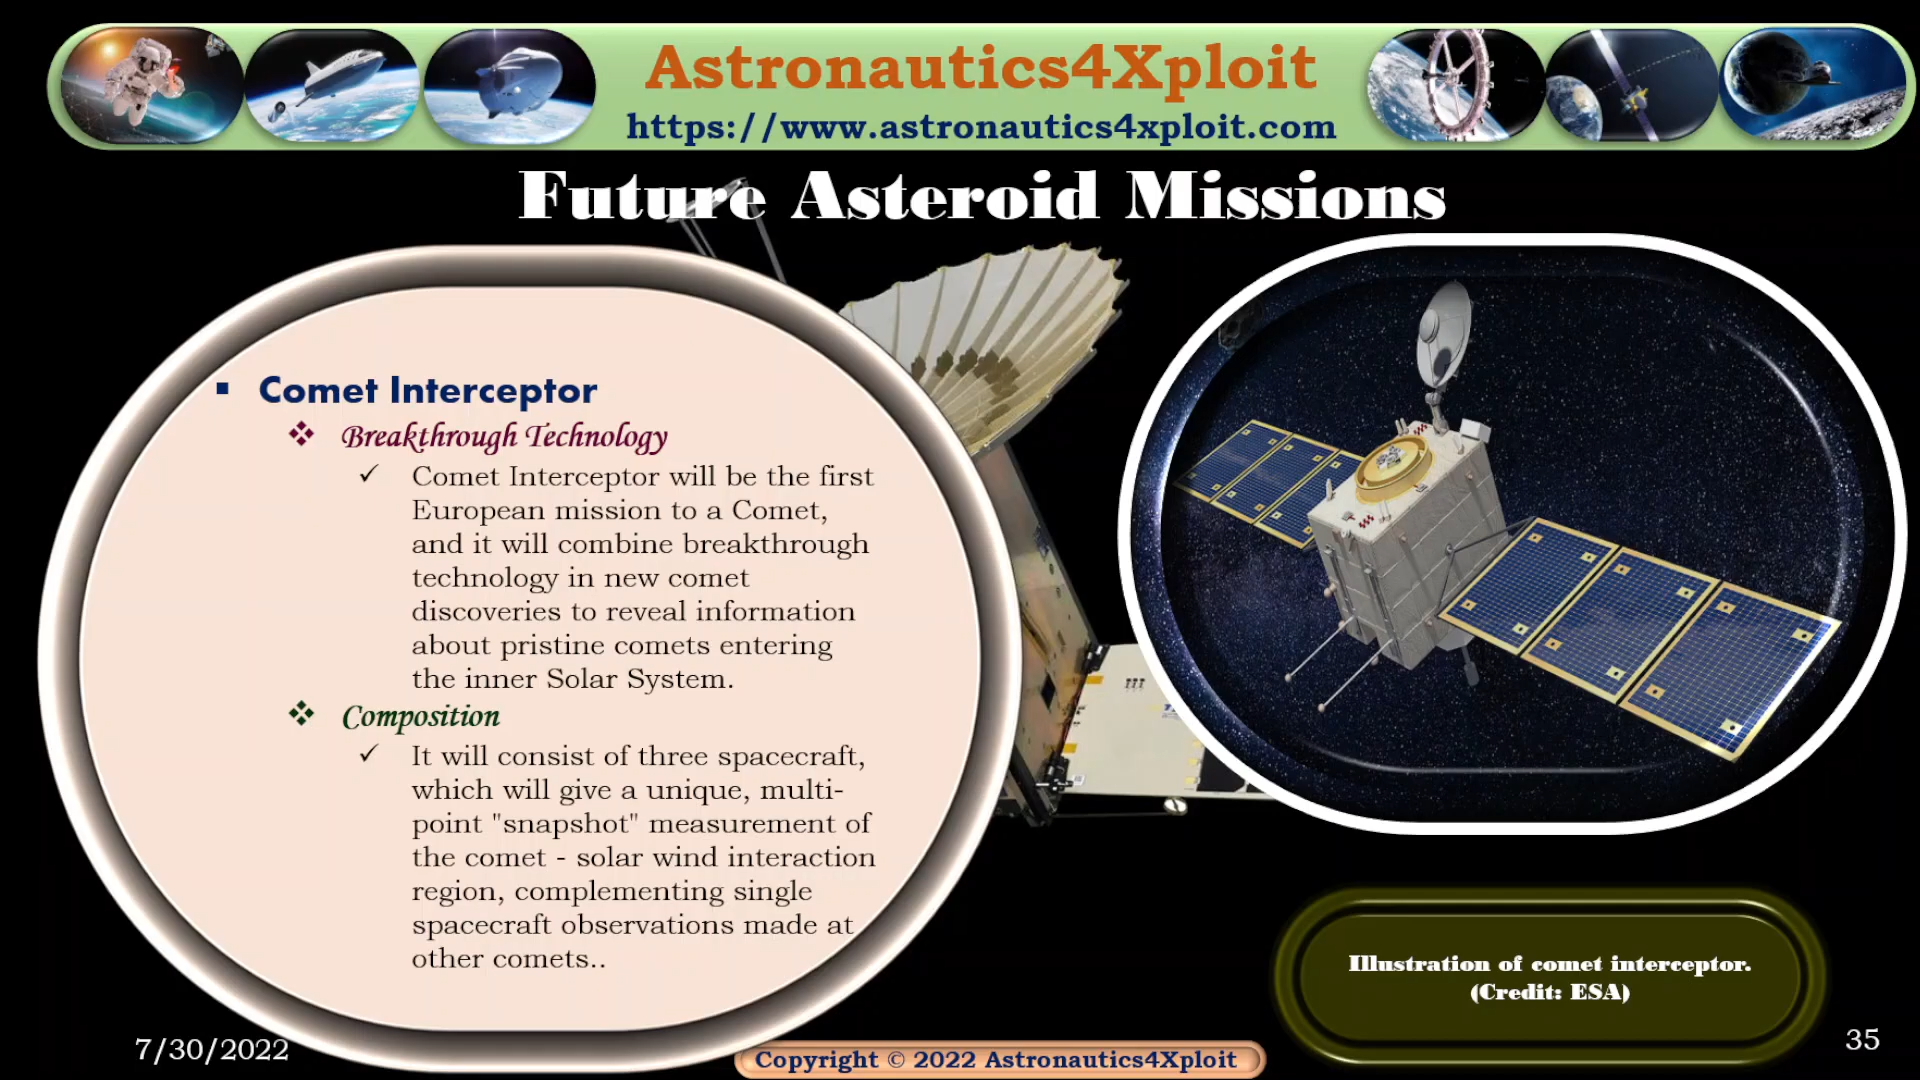 Astronautics4Xploit
https://www.astronautics4xploit.com
Future Asteroid Missions
Comet Interceptor
Breakthrough Technology
Comet Interceptor will be the first
European mission to a Comet,
and it will combine breakthrough
technology in new comet
discoveries to reveal information
about pristine comets entering
the inner Solar System.
Composition
It will consist of three spacecraft,
which will give a unique, multi-
point "snapshot" measurement of
the comet - solar wind interaction
region, complementing single
spacecraft observations made at
other comets..
Illustration of comet interceptor.
(Credit: ESA)
7/30/2022
Copyright © 2022 Astronautics4Xploit
35